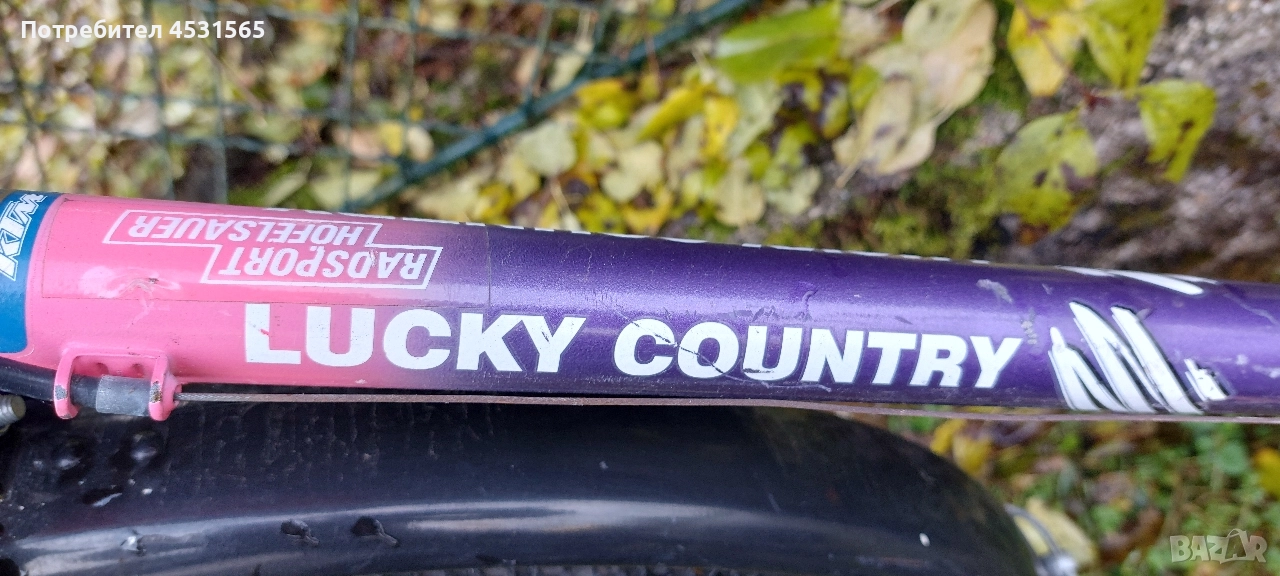 Потребител 4531565
KTM
RADSPORT
HOFELSAUER
LUCKY COUNTRY
BAZAR